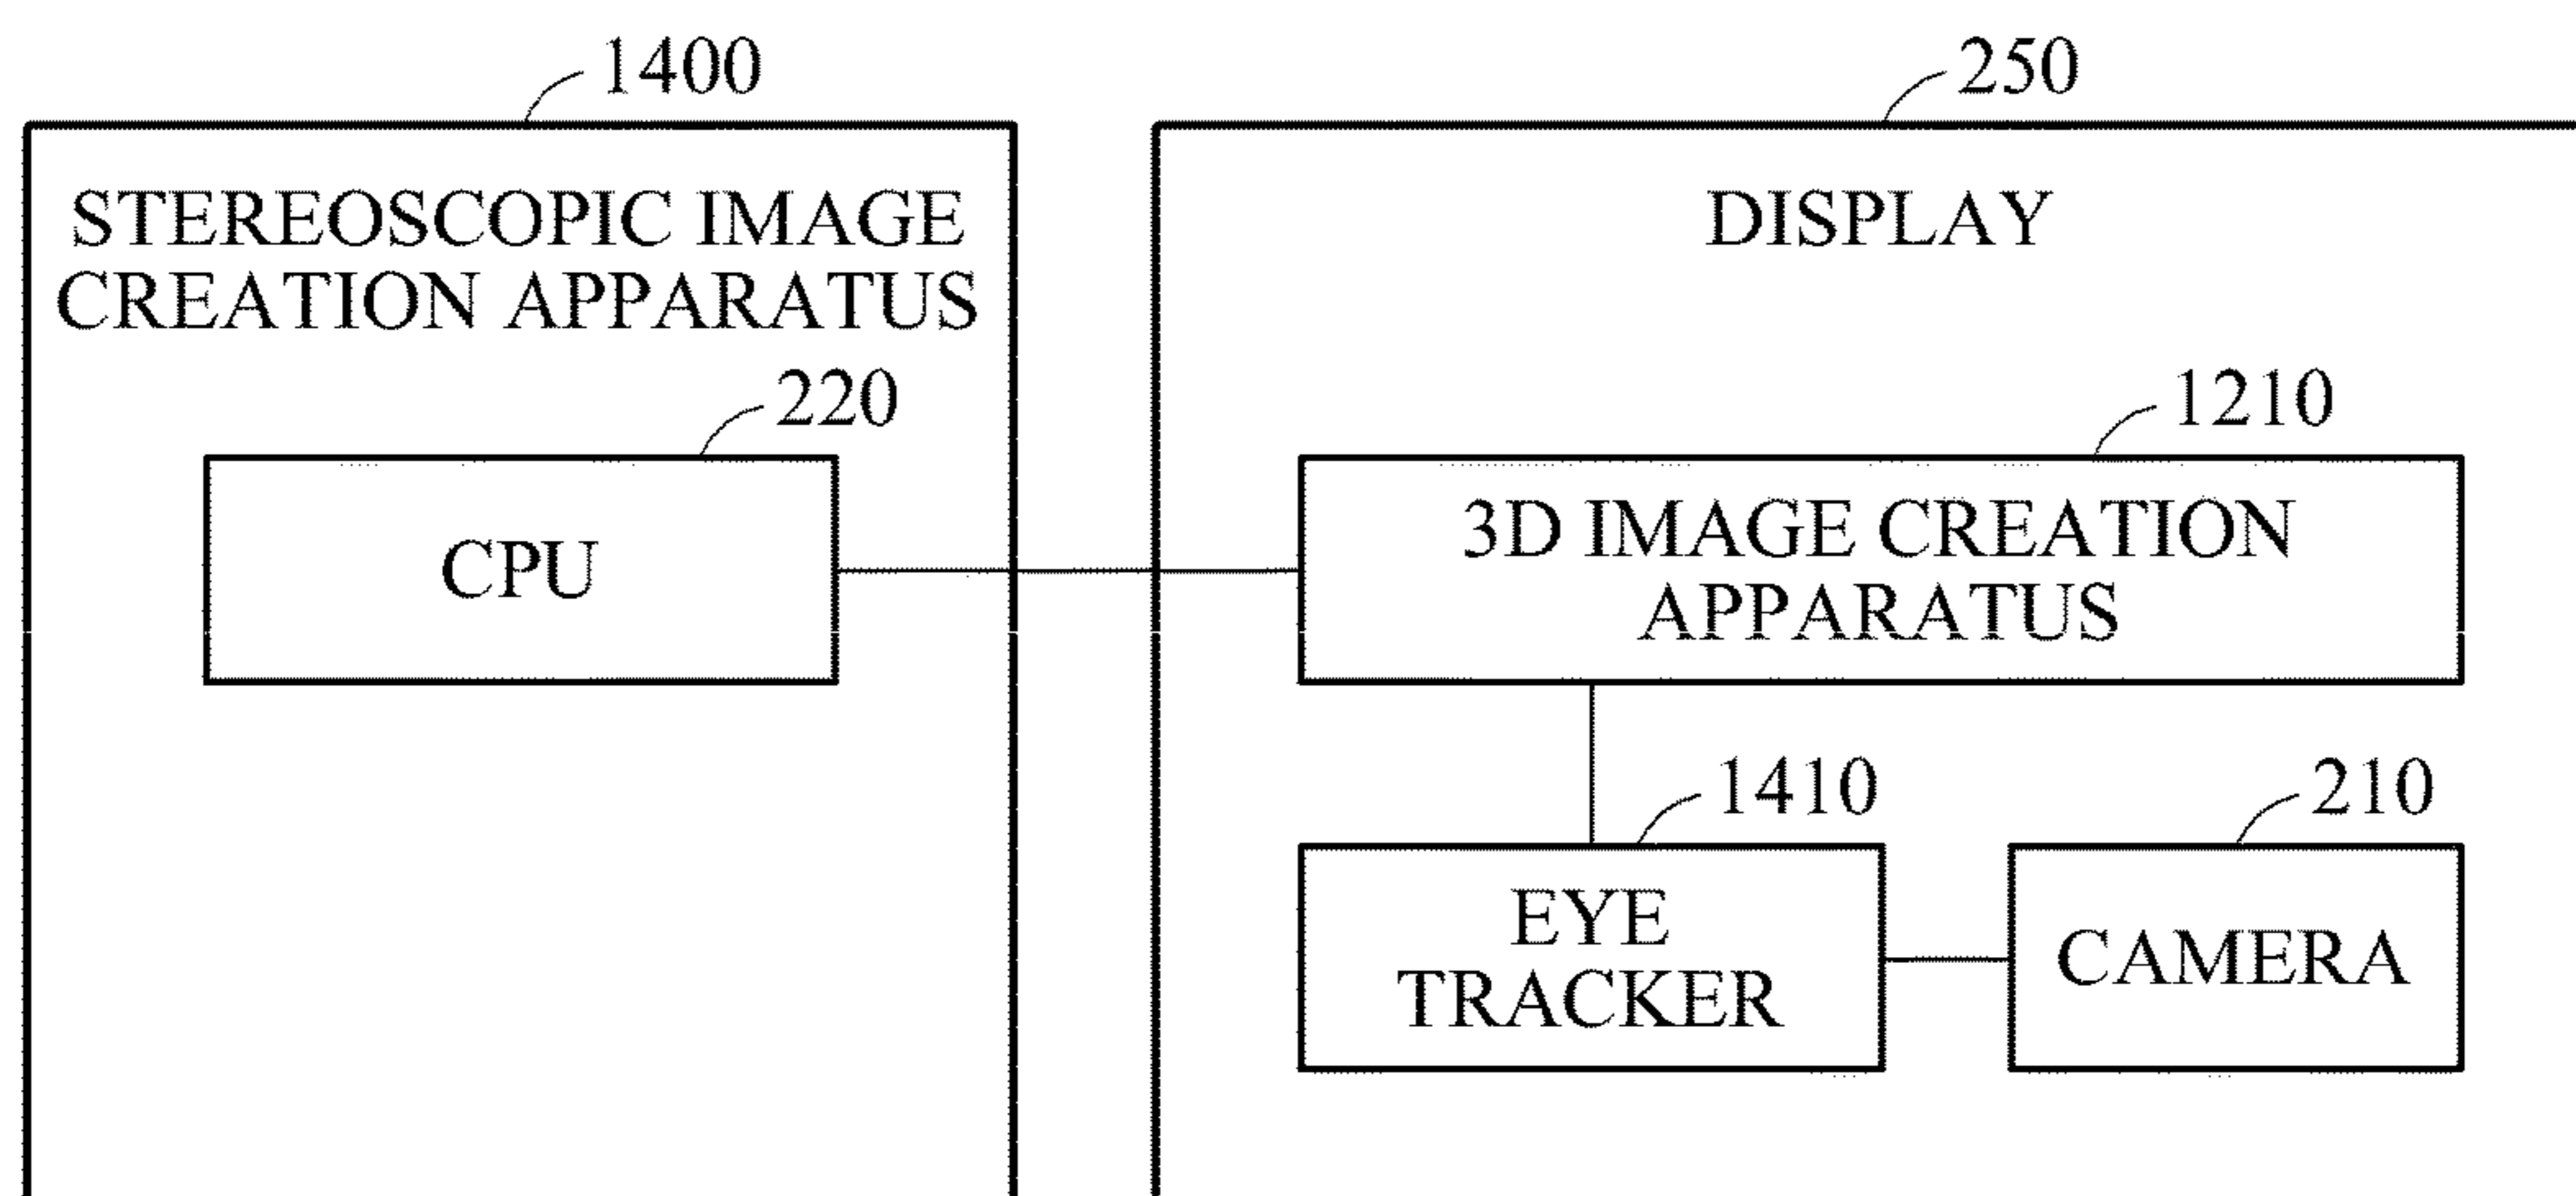 1400
250
STEREOSCOPIC IMAGE
CREATION APPARATUS
DISPLAY
220
1210
CPU
3D IMAGE CREATION
APPARATUS
1410
210
EYE
TRACKER
CAMERA